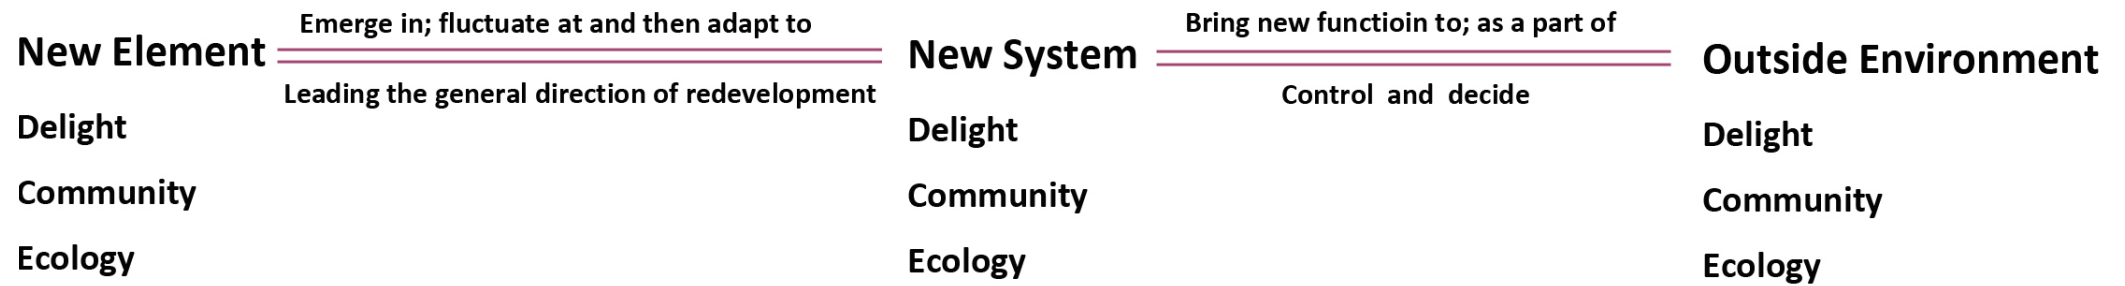 Emerge in; fluctuate at and then adapt to
Bring new functioin to; as a part of
New Element
New System
Outside Environment
Leading the general direction of redevelopment
Control and decide
Delight
Delight
Delight
Community
Community
Community
Ecology
Ecology
Ecology